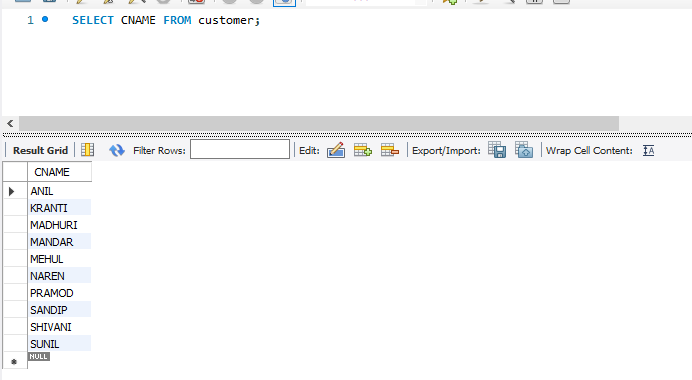 1 SELECT CNAME FROM customer;
Result Grid Filter Rows: Edit: Export/Import: Wrap Cell Content:
CNAME
ANIL
KRANTI
MADHURI
MANDAR
MEHUL
NAREN
PRAMOD
SANDIP
SHIVANI
SUNIL
NULL